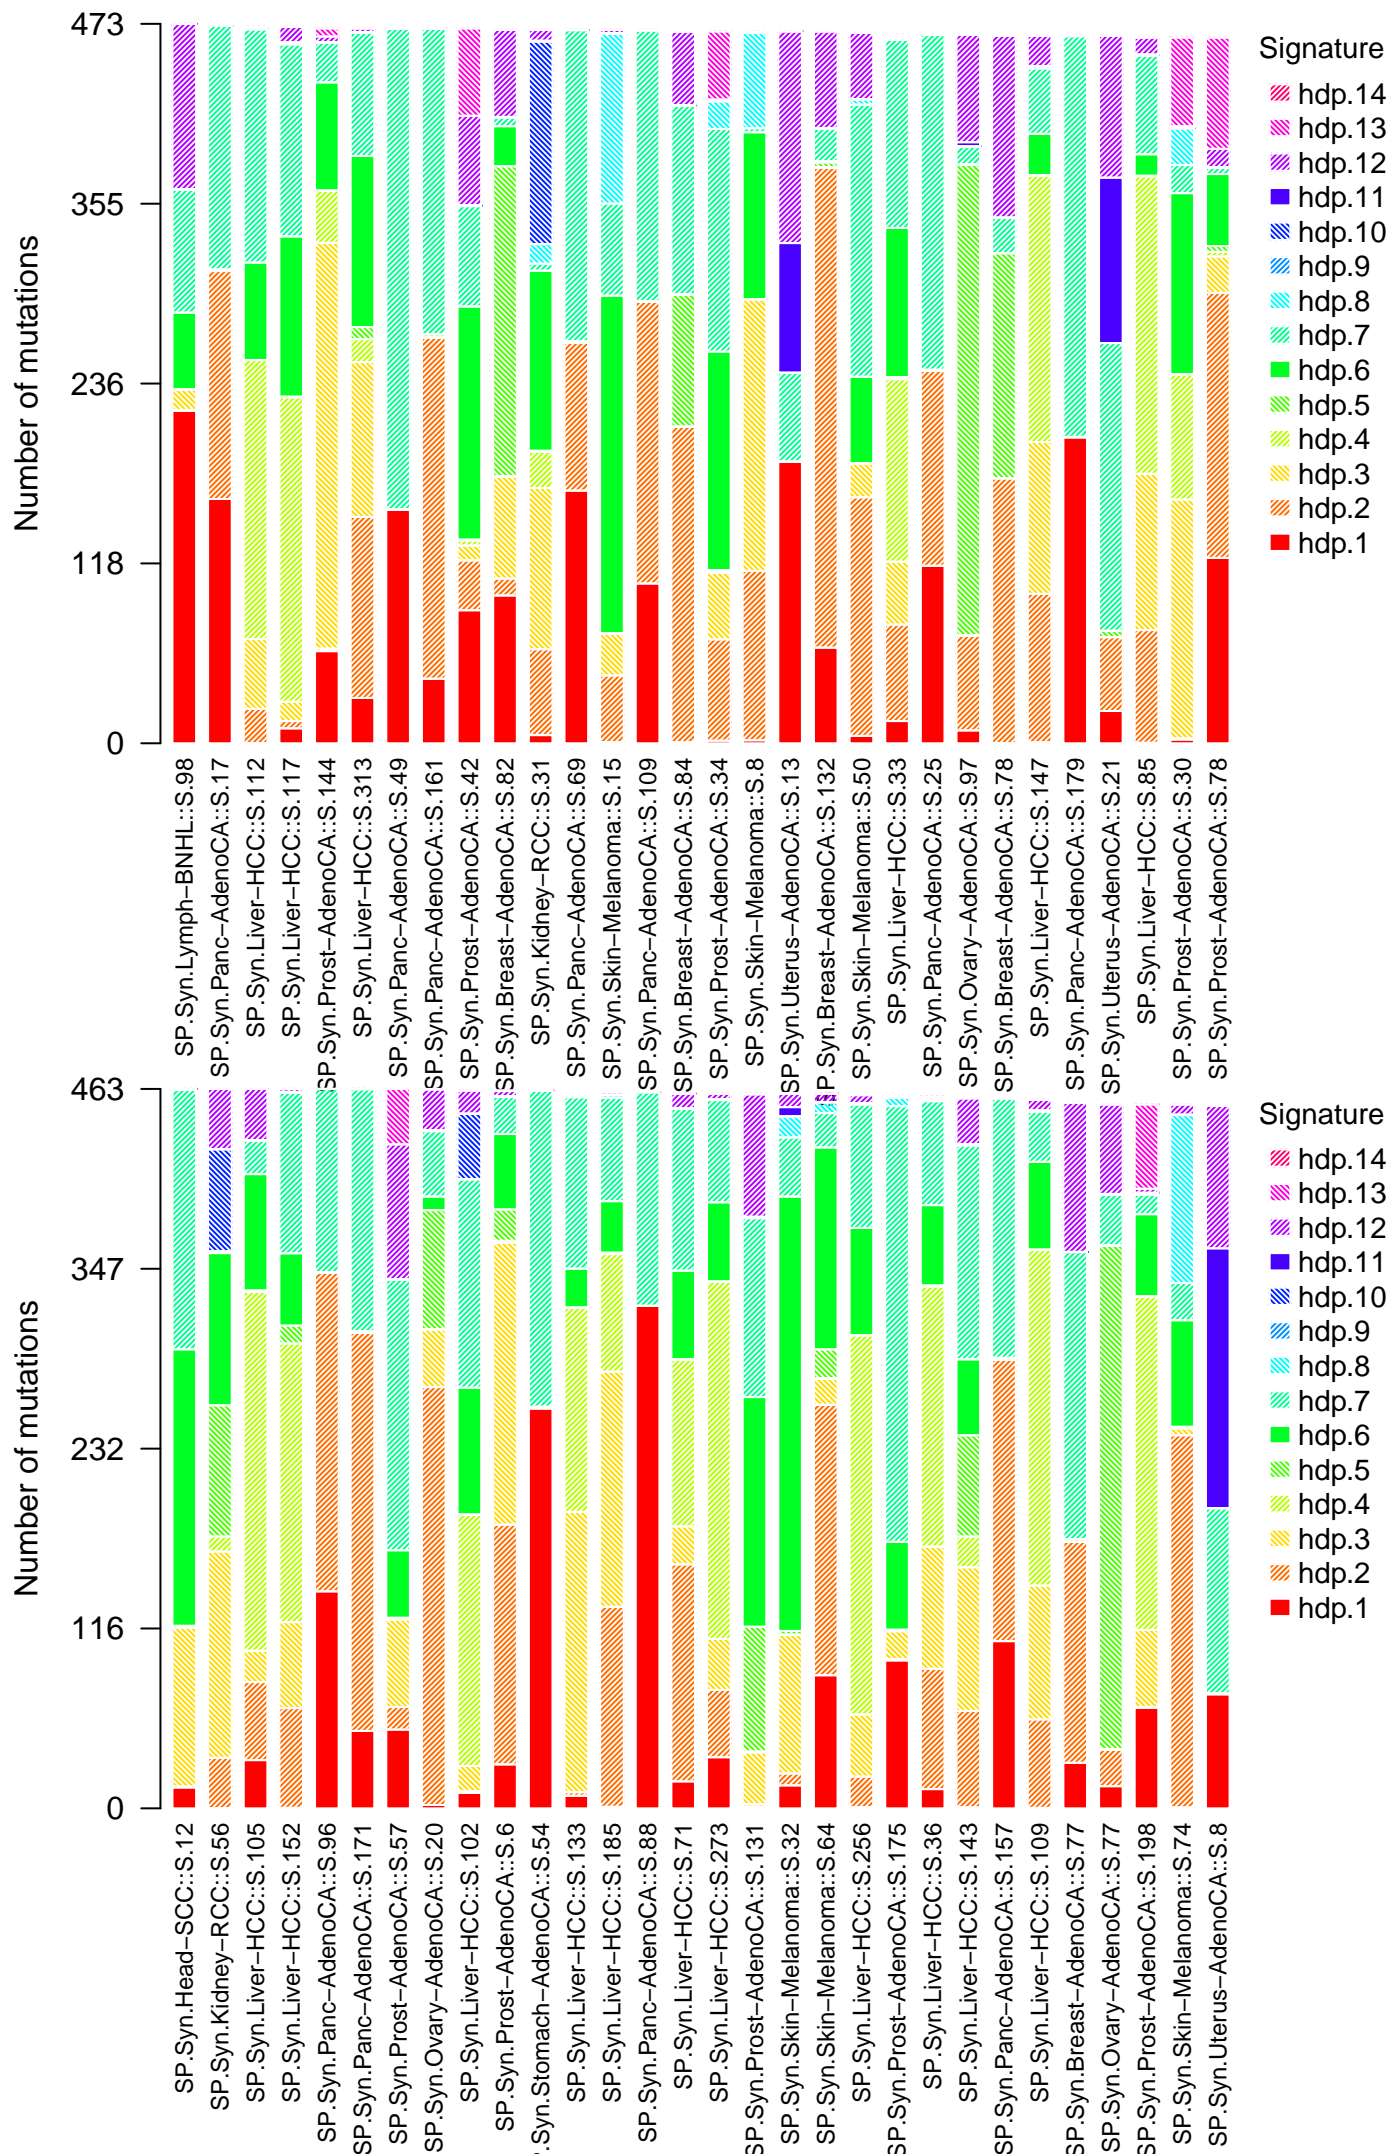 Number of mutations
473
355
236
118
0
Signature
hdp.14
hdp.13
hdp.12
hdp.11
hdp.10
hdp.9
hdp.8
hdp.7
hdp.6
hdp.5
hdp.4
hdp.3
hdp.2
hdp.1
SP.Syn.Lymph−BNHL::S.98
SP.Syn.Panc−AdenoCA::S.17
SP.Syn.Liver−HCC::S.112
SP.Syn.Liver−HCC::S.117
SP.Syn.Prost−AdenoCA::S.144
SP.Syn.Liver−HCC::S.313
SP.Syn.Panc−AdenoCA::S.49
SP.Syn.Panc−AdenoCA::S.161
SP.Syn.Prost−AdenoCA::S.42
SP.Syn.Breast−AdenoCA::S.82
SP.Syn.Kidney−RCC::S.31
SP.Syn.Panc−AdenoCA::S.69
SP.Syn.Skin−Melanoma::S.15
SP.Syn.Panc−AdenoCA::S.109
SP.Syn.Breast−AdenoCA::S.84
SP.Syn.Prost−AdenoCA::S.34
SP.Syn.Skin−Melanoma::S.8
SP.Syn.Uterus−AdenoCA::S.13
SP.Syn.Breast−AdenoCA::S.132
SP.Syn.Skin−Melanoma::S.50
SP.Syn.Liver−HCC::S.33
SP.Syn.Panc−AdenoCA::S.25
SP.Syn.Ovary−AdenoCA::S.97
SP.Syn.Breast−AdenoCA::S.78
SP.Syn.Liver−HCC::S.147
SP.Syn.Panc−AdenoCA::S.179
SP.Syn.Uterus−AdenoCA::S.21
SP.Syn.Liver−HCC::S.85
SP.Syn.Prost−AdenoCA::S.30
SP.Syn.Prost−AdenoCA::S.78
Number of mutations
463
347
232
116
0
Signature
hdp.14
hdp.13
hdp.12
hdp.11
hdp.10
hdp.9
hdp.8
hdp.7
hdp.6
hdp.5
hdp.4
hdp.3
hdp.2
hdp.1
SP.Syn.Head−SCC::S.12
SP.Syn.Kidney−RCC::S.56
SP.Syn.Liver−HCC::S.105
SP.Syn.Liver−HCC::S.152
SP.Syn.Panc−AdenoCA::S.96
SP.Syn.Panc−AdenoCA::S.171
SP.Syn.Prost−AdenoCA::S.57
SP.Syn.Ovary−AdenoCA::S.20
SP.Syn.Liver−HCC::S.102
SP.Syn.Prost−AdenoCA::S.6
P.Syn.Stomach−AdenoCA::S.54
SP.Syn.Liver−HCC::S.133
SP.Syn.Liver−HCC::S.185
SP.Syn.Panc−AdenoCA::S.88
SP.Syn.Liver−HCC::S.71
SP.Syn.Liver−HCC::S.273
SP.Syn.Prost−AdenoCA::S.131
SP.Syn.Skin−Melanoma::S.32
SP.Syn.Skin−Melanoma::S.64
SP.Syn.Liver−HCC::S.256
SP.Syn.Prost−AdenoCA::S.175
SP.Syn.Liver−HCC::S.36
SP.Syn.Liver−HCC::S.143
SP.Syn.Panc−AdenoCA::S.157
SP.Syn.Liver−HCC::S.109
SP.Syn.Breast−AdenoCA::S.77
SP.Syn.Ovary−AdenoCA::S.77
SP.Syn.Prost−AdenoCA::S.198
SP.Syn.Skin−Melanoma::S.74
SP.Syn.Uterus−AdenoCA::S.8